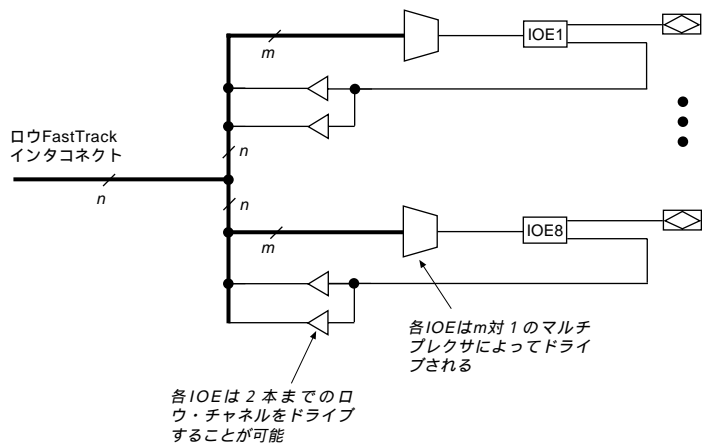 m
IOE1
ロウFastTrack
インタコネクト
n
n
n
m
IOE8
各IOEはm対1のマルチ
プレクサによってドライ
ブされる
各IOEは2本までのロ
ウ・チャネルをドライブ
することが可能